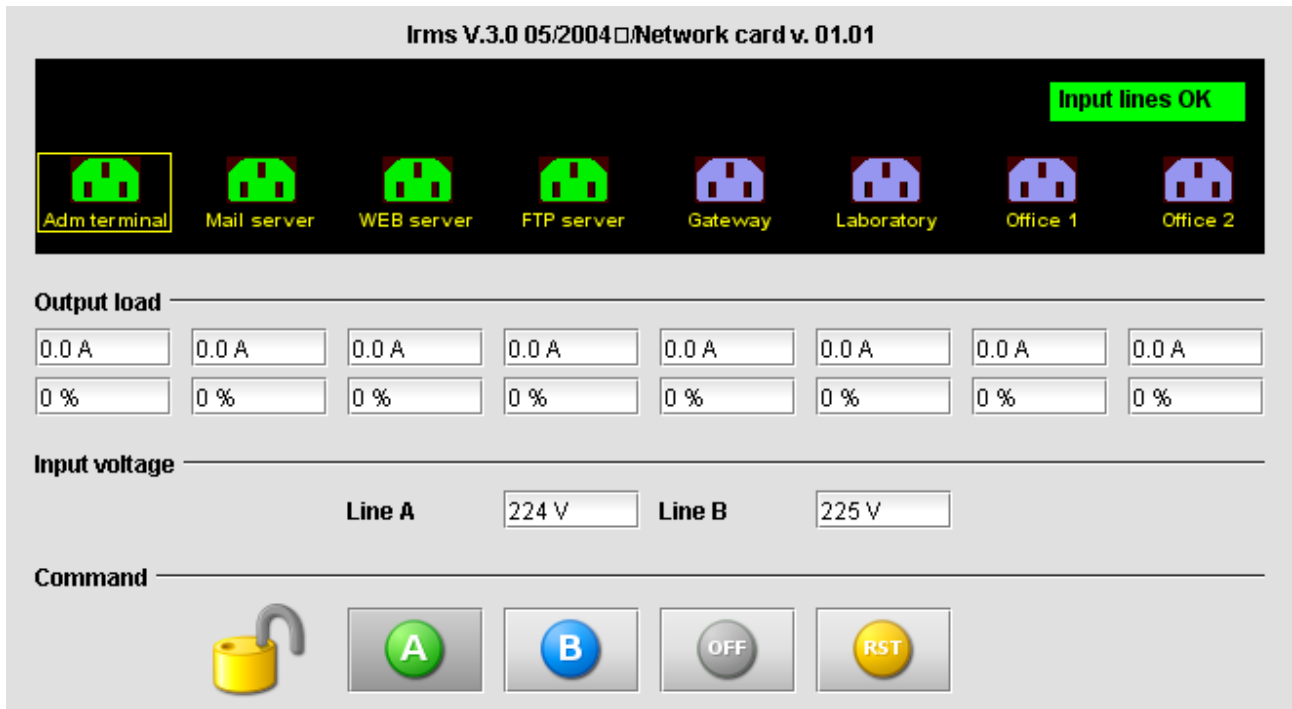 Irms V.3.0 05/2004□/Network card v. 01.01
Input lines OK
Adm terminal Mail server WEB server FTP server Gateway Laboratory Office 1 Office 2
Output load
0.0 A 0.0 A 0.0 A 0.0 A 0.0 A 0.0 A 0.0 A 0.0 A
0 % 0 % 0 % 0 % 0 % 0 % 0 % 0 %
Input voltage
Line A 224 V Line B 225 V
Command
A B OFF RST